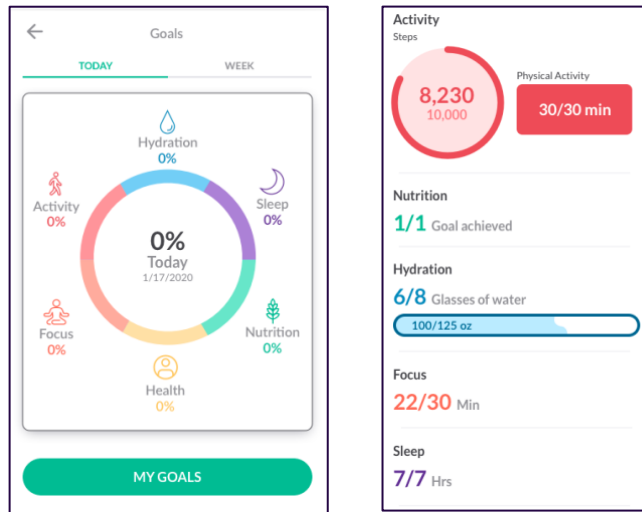 Goals
TODAY WEEK
Hydration
0%
Activity
0%
Sleep
0%
0%
Today
1/17/2020
Focus
0%
Nutrition
0%
Health
0%
MY GOALS
Activity
Steps
8,230
10,000
Physical Activity
30/30 min
Nutrition
1/1 Goal achieved
Hydration
6/8 Glasses of water
100/125 oz
Focus
22/30 Min
Sleep
7/7 Hrs